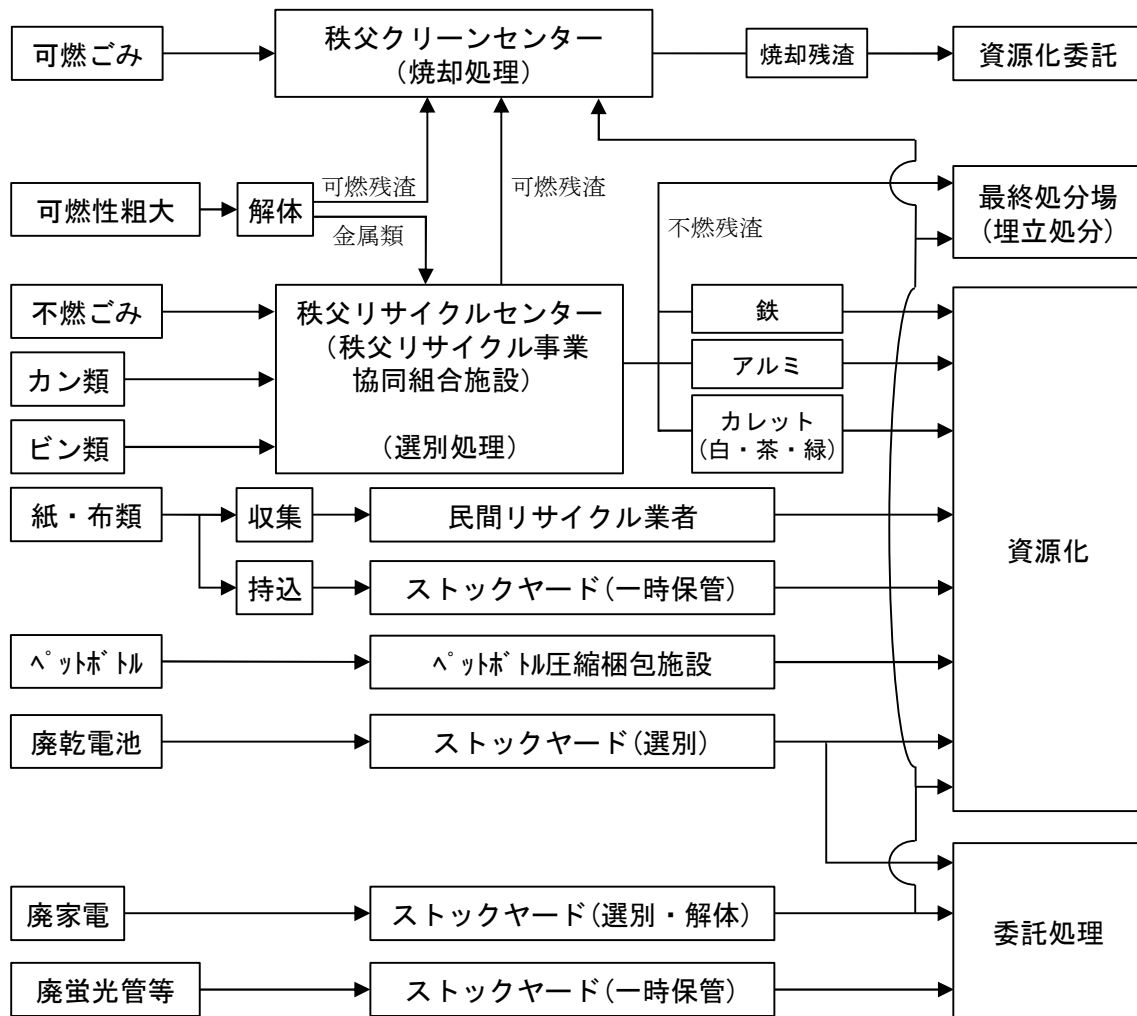 可燃ごみ
秩父クリーンセンター
(焼却処理)
焼却残渣
資源化委託
可燃性粗大
解体
可燃残渣
金属類
可燃残渣
不燃残渣
最終処分場
(埋立処分)
不燃ごみ
カン類
ビン類
秩父リサイクルセンター
(秩父リサイクル事業
協同組合施設)
(選別処理)
鉄
アルミ
カレット
(白・茶・緑)
資源化
紙・布類
収集
民間リサイクル業者
持込
ストックヤード(一時保管)
ペットボトル
ペットボトル圧縮梱包施設
廃乾電池
ストックヤード(選別)
廃家電
ストックヤード(選別・解体)
委託処理
廃蛍光管等
ストックヤード(一時保管)